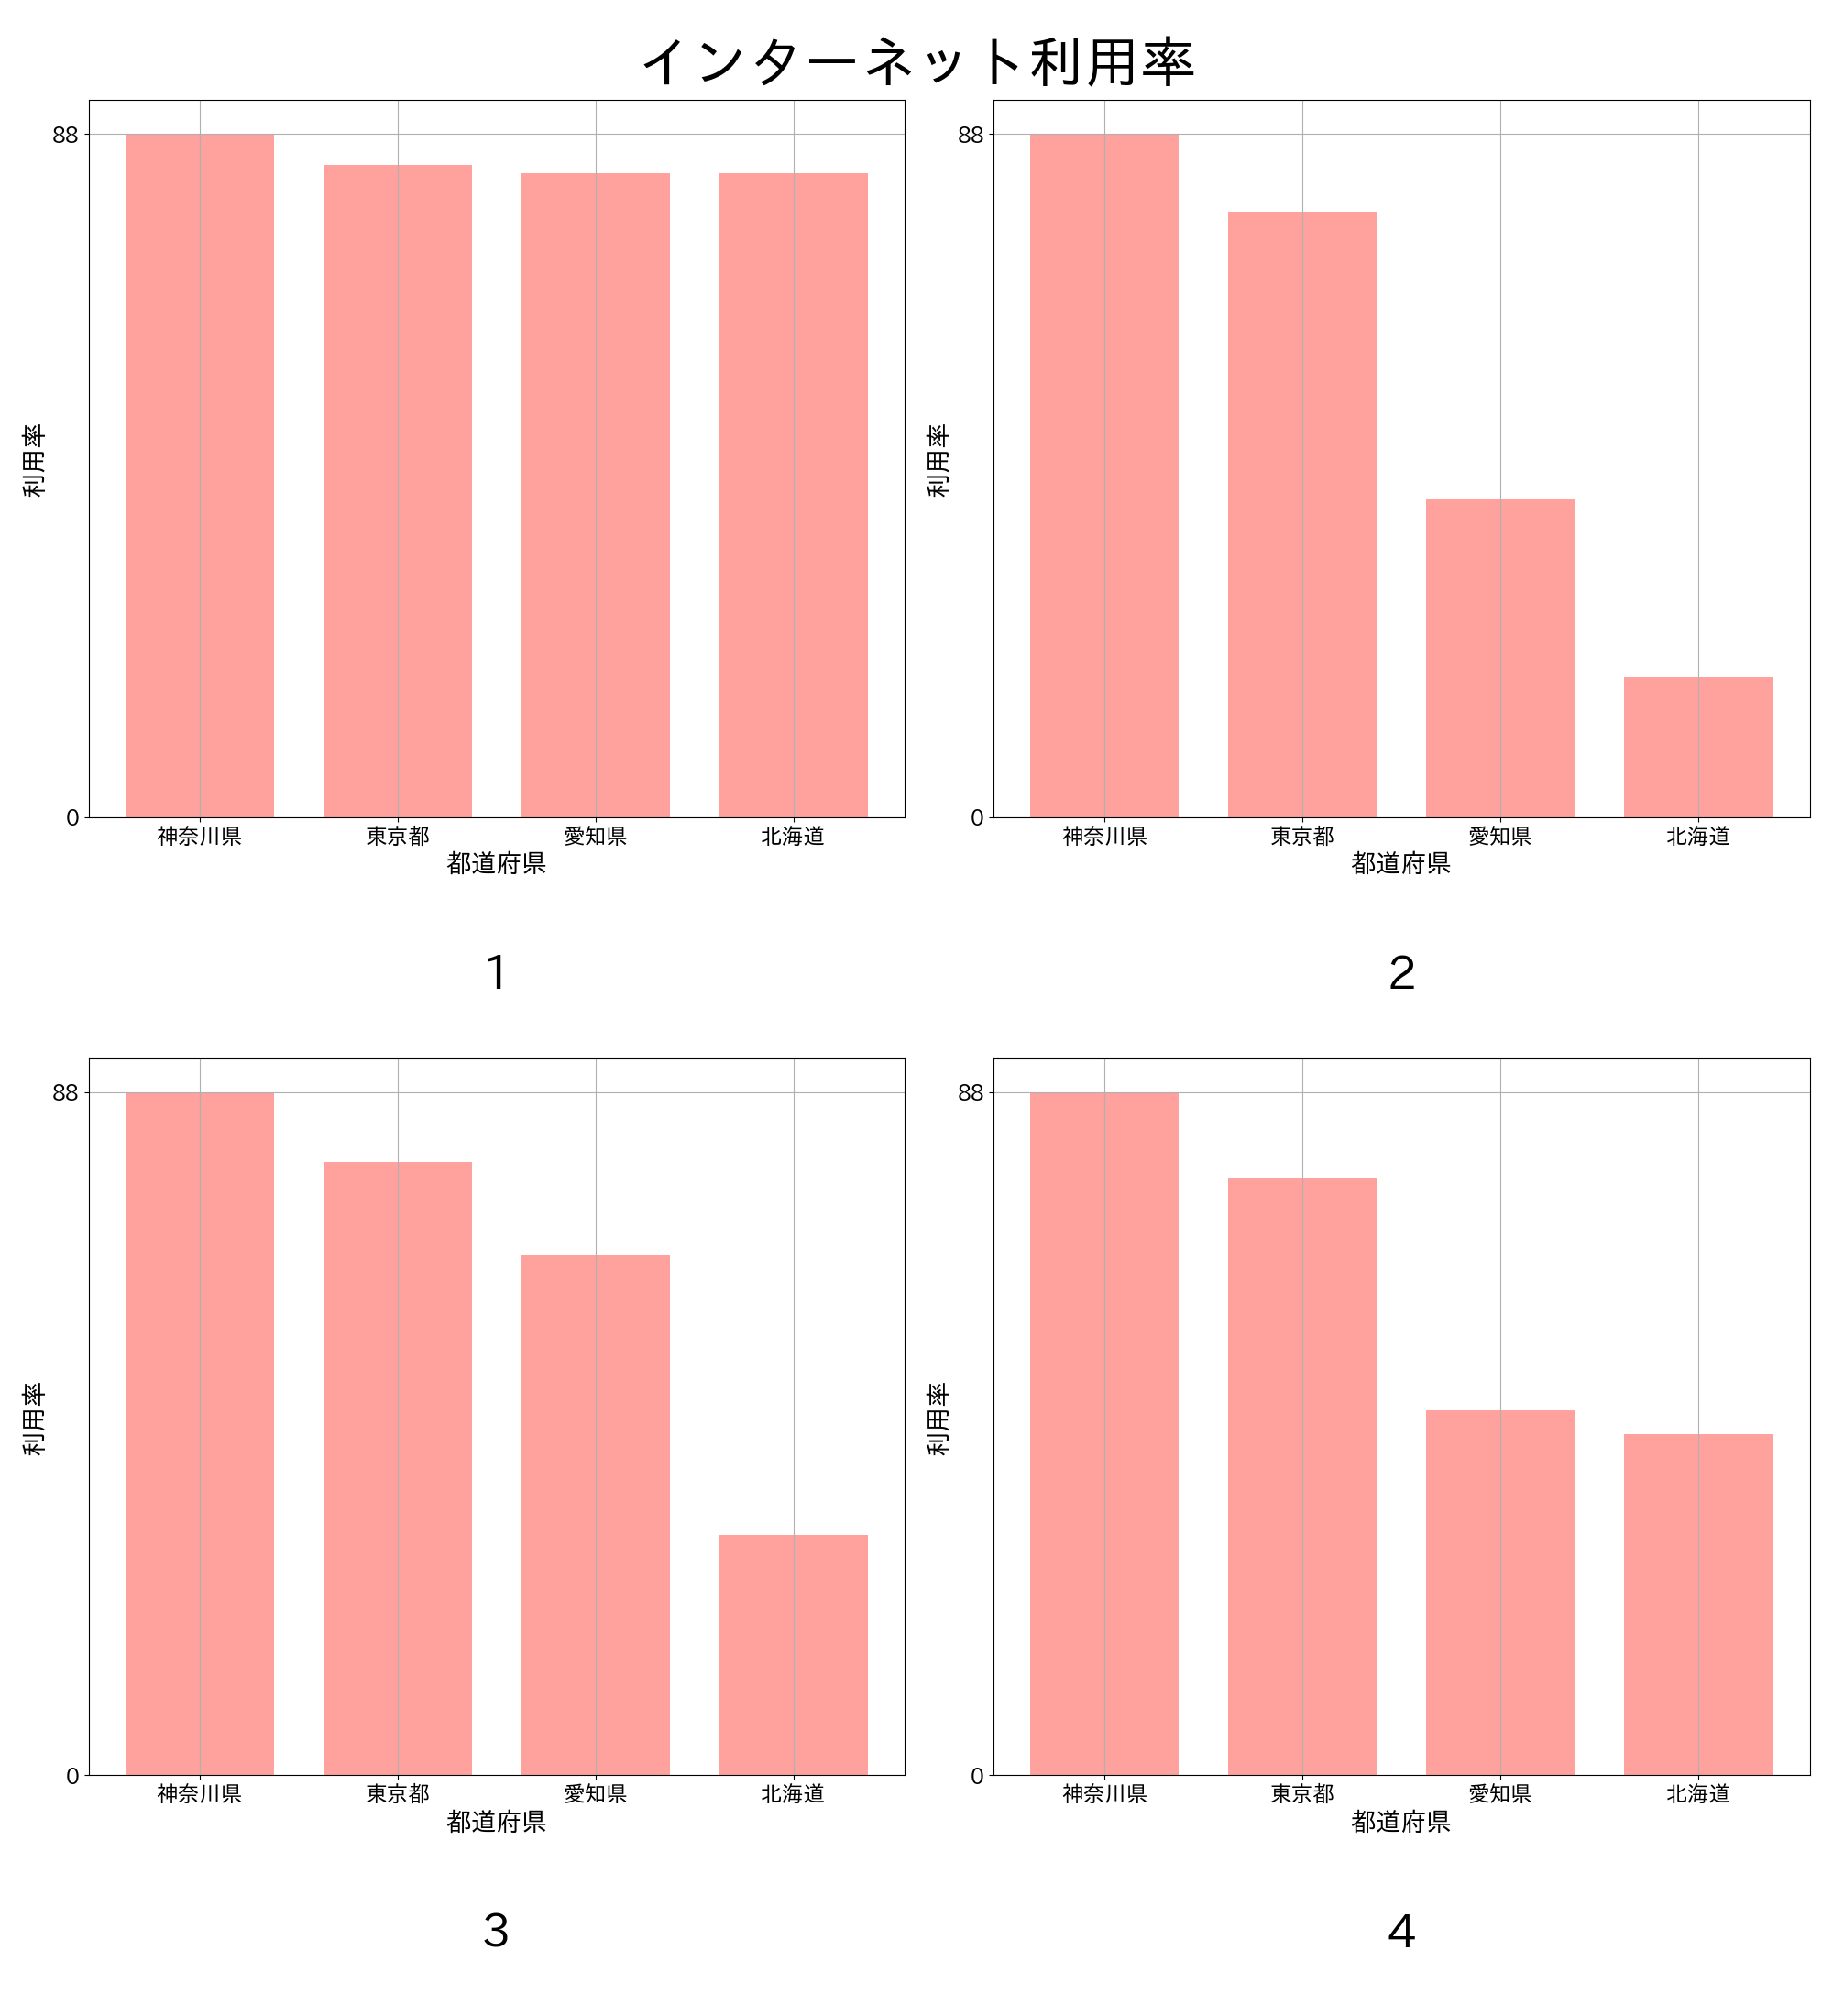 インターネット利用率
88
0
利用率
神奈川県 東京都 愛知県 北海道
都道府県
1
88
0
利用率
神奈川県 東京都 愛知県 北海道
都道府県
2
88
0
利用率
神奈川県 東京都 愛知県 北海道
都道府県
3
88
0
利用率
神奈川県 東京都 愛知県 北海道
都道府県
4